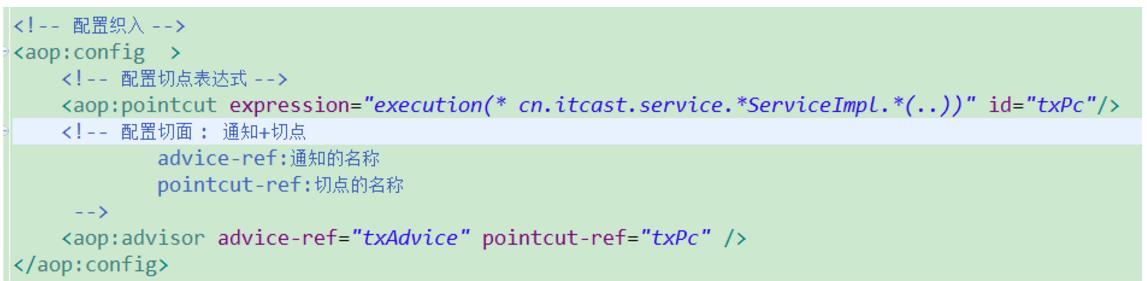 <!-- 配置织入 -->
<aop:config  >
    <!-- 配置切点表达式 -->
    <aop:pointcut expression="execution(* cn.itcast.service.*ServiceImpl.*(..))" id="txPc"/>
    <!-- 配置切面 : 通知+切点
            advice-ref:通知的名称
            pointcut-ref:切点的名称
     -->
    <aop:advisor advice-ref="txAdvice" pointcut-ref="txPc" />
</aop:config>